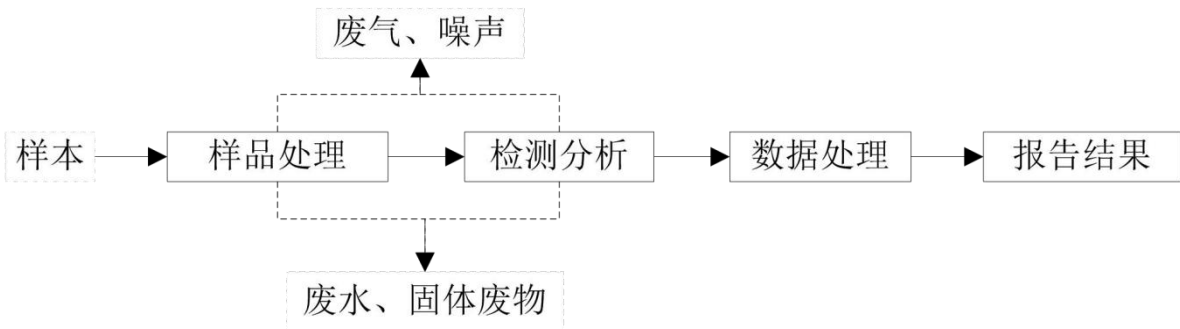 废气、噪声
样本
样品处理
检测分析
数据处理
报告结果
废水、固体废物